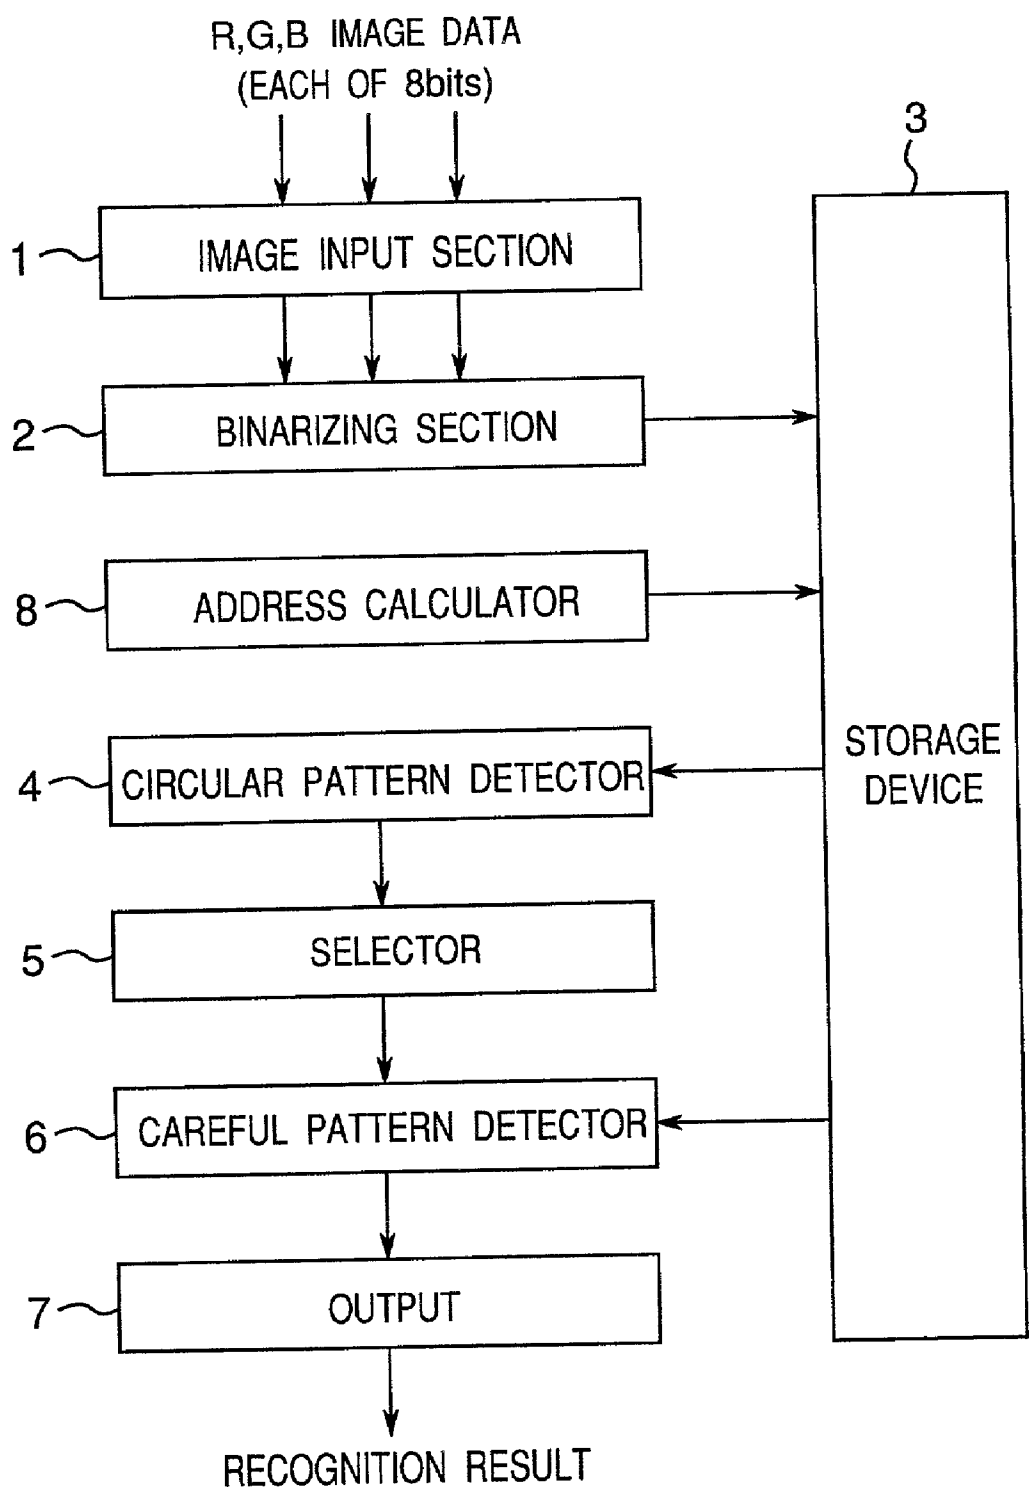 R,G,B IMAGE DATA
(EACH OF 8bits)
3
1
IMAGE INPUT SECTION
2
BINARIZING SECTION
8
ADDRESS CALCULATOR
STORAGE
DEVICE
4
CIRCULAR PATTERN DETECTOR
5
SELECTOR
6
CAREFUL PATTERN DETECTOR
7
OUTPUT
RECOGNITION RESULT